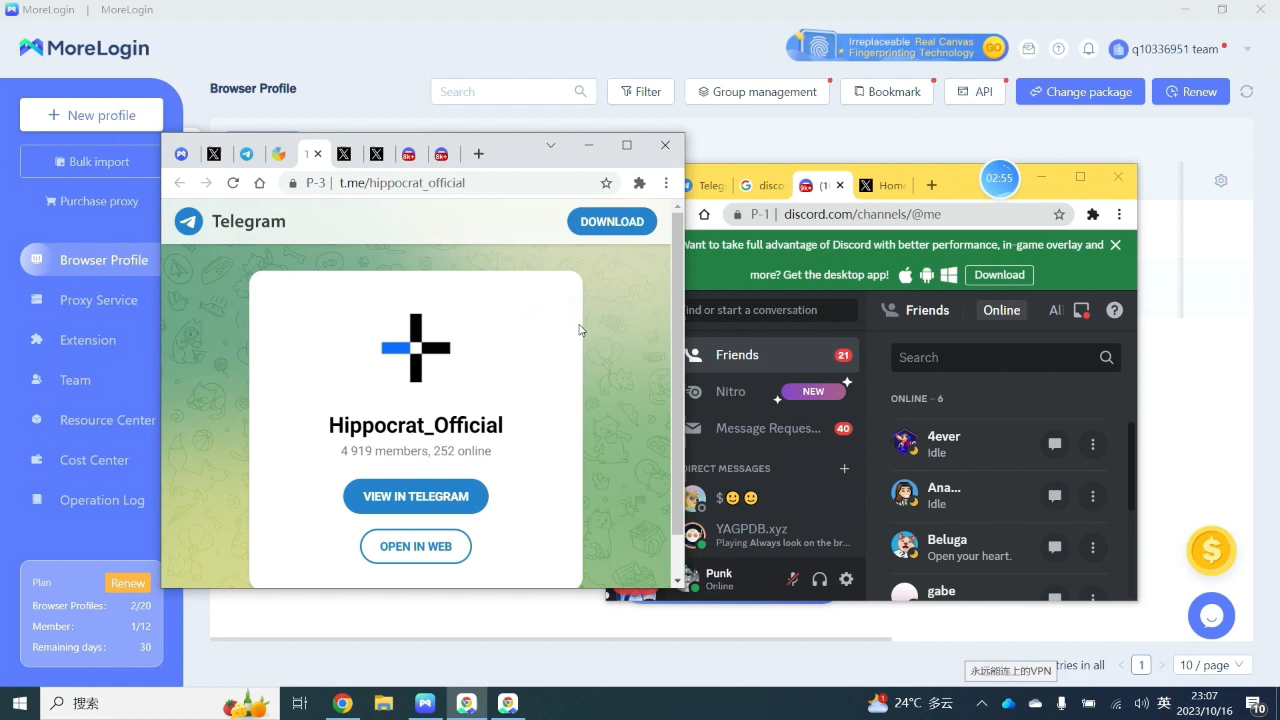 MoreLogin | MoreLogin
MoreLogin
Irreplaceable Real Canvas
Fingerprinting Technology
GO
q10336951 team
Browser Profile
Search
Filter
Group management
Bookmark
API
Change package
Renew
New profile
Bulk import
Purchase proxy
Browser Profile
Proxy Service
Extension
Team
Resource Center
Cost Center
Operation Log
Plan
Renew
Browser Profiles: 2/20
Member: 1/12
Remaining days: 30
P-3 | t.me/hippocrat_official
Telegram
DOWNLOAD
Hippocrat_Official
4 919 members, 252 online
VIEW IN TELEGRAM
OPEN IN WEB
Teleg
disco
(1
Hom
02:55
P-1 | discord.com/channels/@me
Want to take full advantage of Discord with better performance, in-game overlay and
more? Get the desktop app!
Download
ind or start a conversation
Friends
Online
Al
Friends
21
Search
Nitro
NEW
ONLINE – 6
Message Reques...
40
4ever
Idle
DIRECT MESSAGES
Ana...
Idle
$
YAGPDB.xyz
Playing Always look on the br...
Beluga
Open your heart.
Punk
Online
gabe
永远能连上的VPN
tries in all
1
10 / page
搜索
24°C 多云
英
23:07
2023/10/16
10